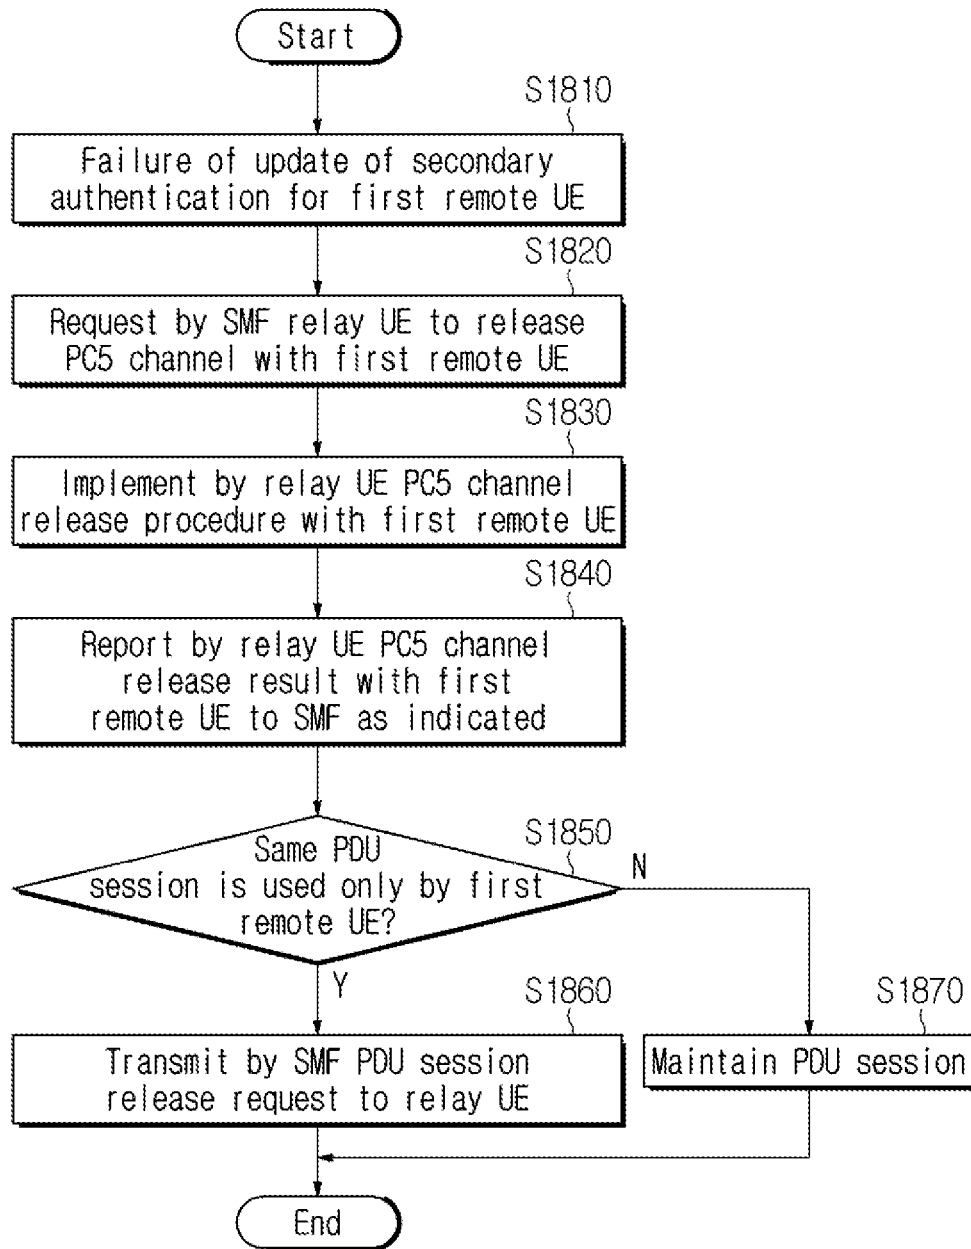 Start
S1810
Failure of update of secondary
authentication for first remote UE
S1820
Request by SMF relay UE to release
PC5 channel with first remote UE
S1830
Implement by relay UE PC5 channel
release procedure with first remote UE
S1840
Report by relay UE PC5 channel
release result with first
remote UE to SMF as indicated
S1850
Same PDU
session is used only by first
remote UE?
N
Y
S1860
S1870
Transmit by SMF PDU session
release request to relay UE
Maintain PDU session
End